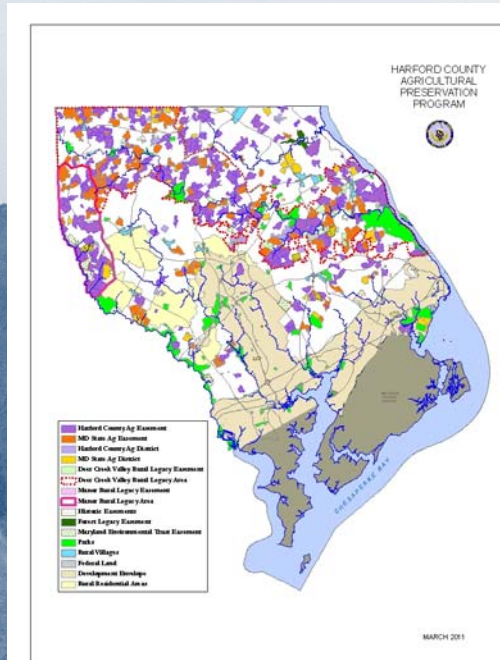 HARFORD COUNTY
AGRICULTURAL
PRESERVATION
PROGRAM
Harford County Ag Easement
MD State Ag Easement
Harford County Ag District
MD State Ag District
Deer Creek Valley Rural Legacy Easement
Deer Creek Valley Rural Legacy Area
Manor Rural Legacy Easement
Manor Rural Legacy Area
Historic Easements
Forest Legacy Easement
Maryland Environmental Trust Easement
Parks
Rural Villages
Federal Land
Development Envelope
Rural Residential Areas
CHESAPEAKE BAY
MARCH 2011